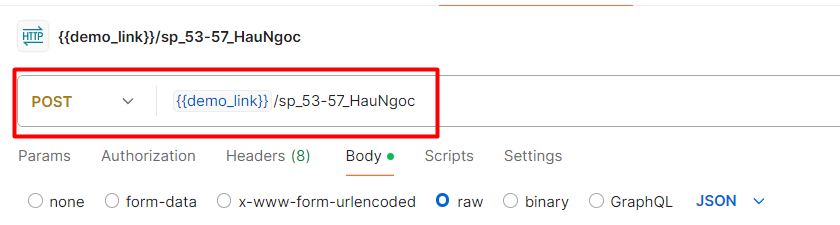 HTTP {{demo_link}}/sp_53-57_HauNgoc
POST {{demo_link}} /sp_53-57_HauNgoc
Params Authorization Headers (8) Body Scripts Settings
none form-data x-www-form-urlencoded raw binary GraphQL JSON